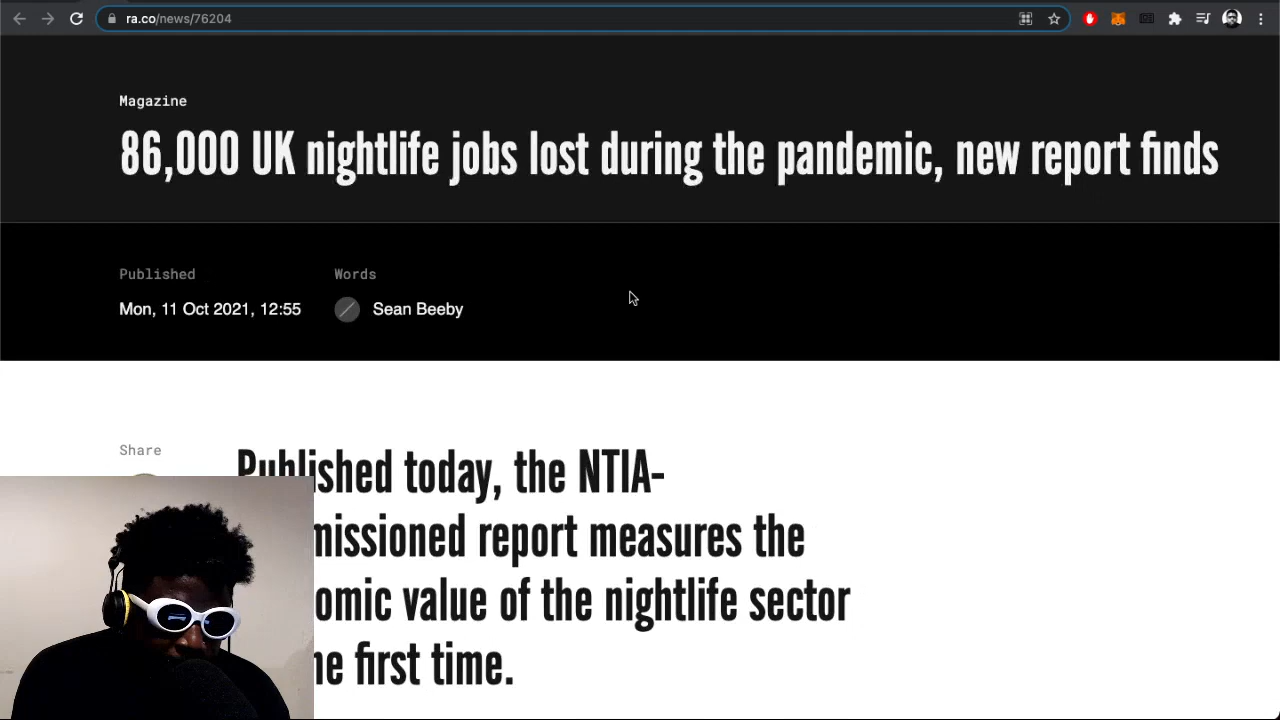 ra.co/news/76204
Magazine
86,000 UK nightlife jobs lost during the pandemic, new report finds
Published
Words
Mon, 11 Oct 2021, 12:55
Sean Beeby
Share
Published today, the NTIA-
missioned report measures the
omic value of the nightlife sector
he first time.